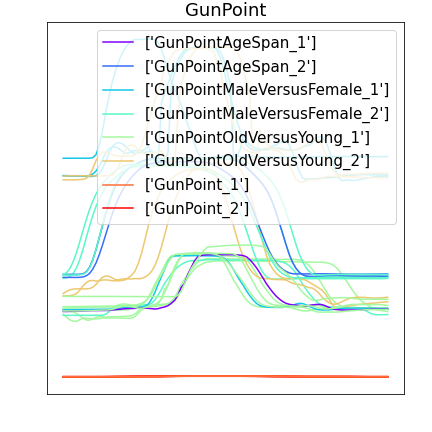 GunPoint
['GunPointAgeSpan_1']
['GunPointAgeSpan_2']
['GunPointMaleVersusFemale_1']
['GunPointMaleVersusFemale_2']
['GunPointOldVersusYoung_1']
['GunPointOldVersusYoung_2']
['GunPoint_1']
['GunPoint_2']